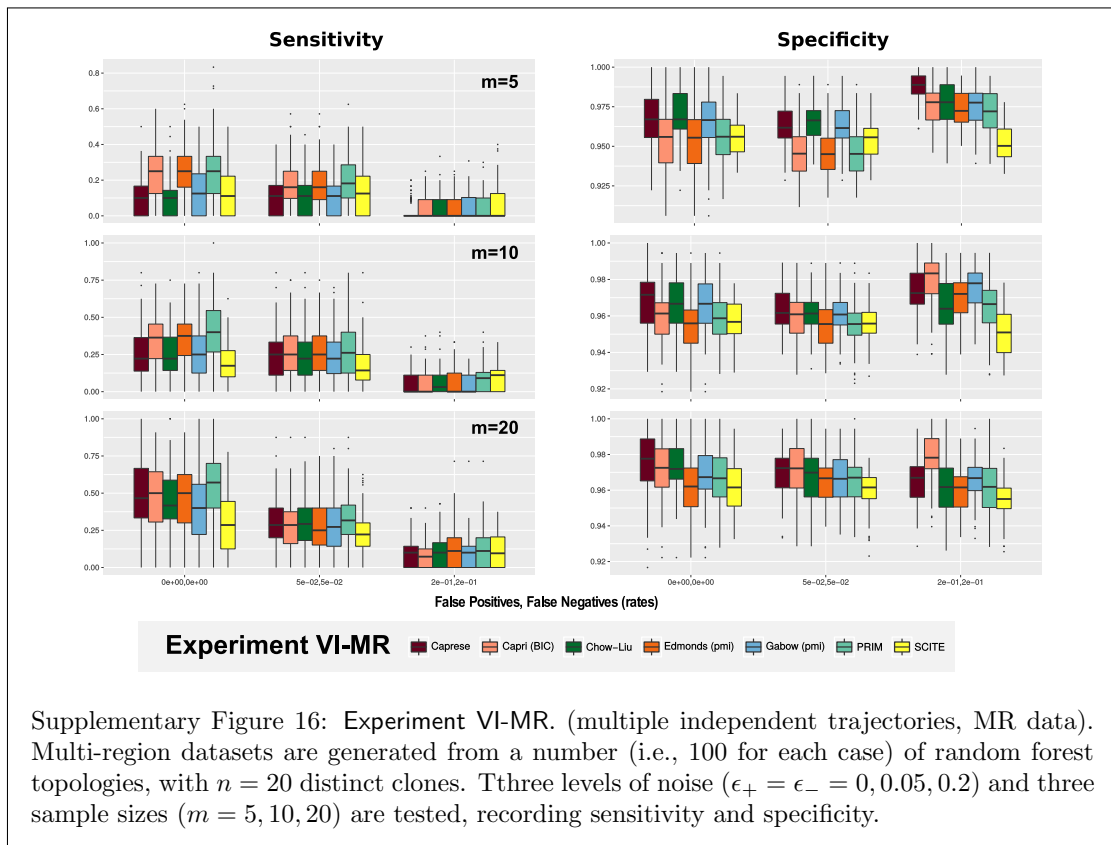 Sensitivity
Specificity
0.8
0.6
0.4
0.2
0.0
m=5
1.000
0.975
0.950
0.925
1.00
0.75
0.50
0.25
0.00
m=10
1.00
0.98
0.96
0.94
0.92
1.00
0.75
0.50
0.25
0.00
m=20
1.00
0.98
0.96
0.94
0.92
0e+00,0e+00 5e-02,5e-02 2e-01,2e-01
0e+00,0e+00 5e-02,5e-02 2e-01,2e-01
False Positives, False Negatives (rates)
Experiment VI-MR Caprese Capri (BIC) Chow-Liu Edmonds (pmi) Gabow (pmi) PRIM SCITE
Supplementary Figure 16: Experiment VI-MR. (multiple independent trajectories, MR data).
Multi-region datasets are generated from a number (i.e., 100 for each case) of random forest
topologies, with n = 20 distinct clones. Tthree levels of noise (ϵ+ = ϵ− = 0, 0.05, 0.2) and three
sample sizes (m = 5, 10, 20) are tested, recording sensitivity and specificity.